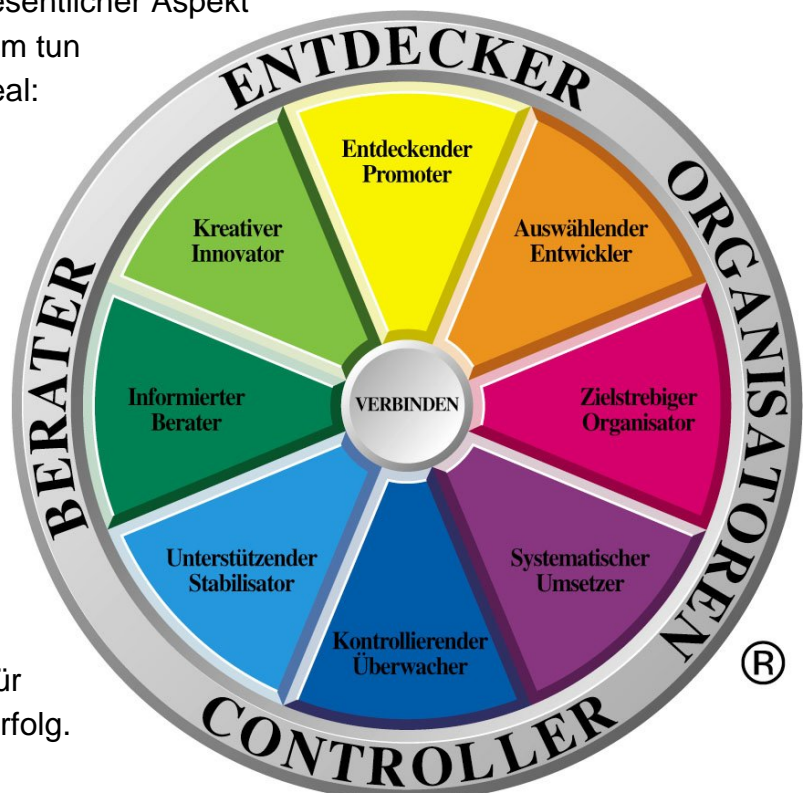 esentlicher Aspekt
m tun
eal:
ENTDECKER
ORGANISATOREN
CONTROLLER
BERATER
Entdeckender
Promoter
Auswählender
Entwickler
Zielstrebiger
Organisator
Systematischer
Umsetzer
Kontrollierender
Überwacher
Unterstützender
Stabilisator
Informierter
Berater
Kreativer
Innovator
VERBINDEN
®
ür
rfolg.